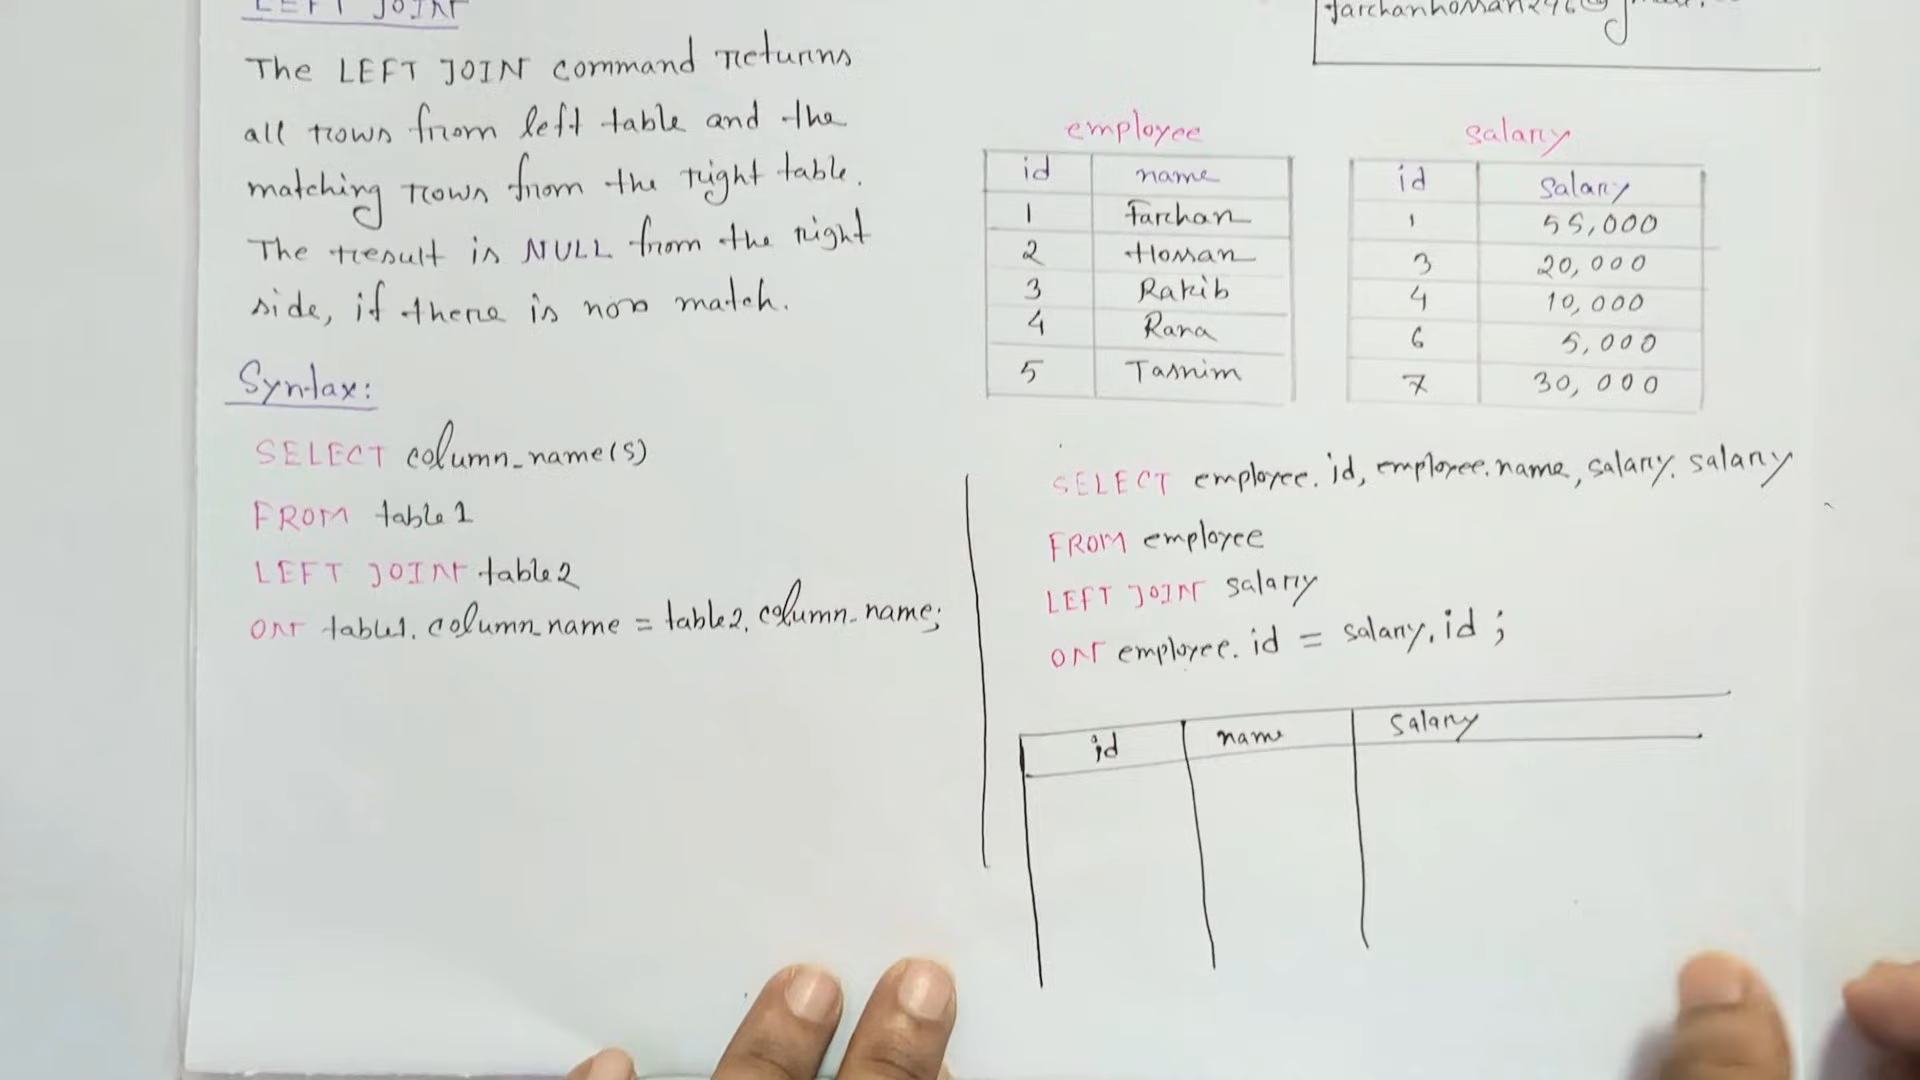 LEFT JOIN
The LEFT JOIN command returns
all rows from left table and the
matching rows from the right table.
The result is NULL from the right
side, if there is no match.
Syntax:
SELECT column_name(s)
FROM table1
LEFT JOIN table2
ON table1.column_name = table2.column_name;
employee
id name
1 Farhan
2 Hossan
3 Rakib
4 Rana
5 Tasnim
salary
id Salary
1 55,000
3 20,000
4 10,000
6 5,000
7 30,000
SELECT employee.id, employee.name, salary.salary
FROM employee
LEFT JOIN salary
ON employee.id = salary.id;
id name Salary